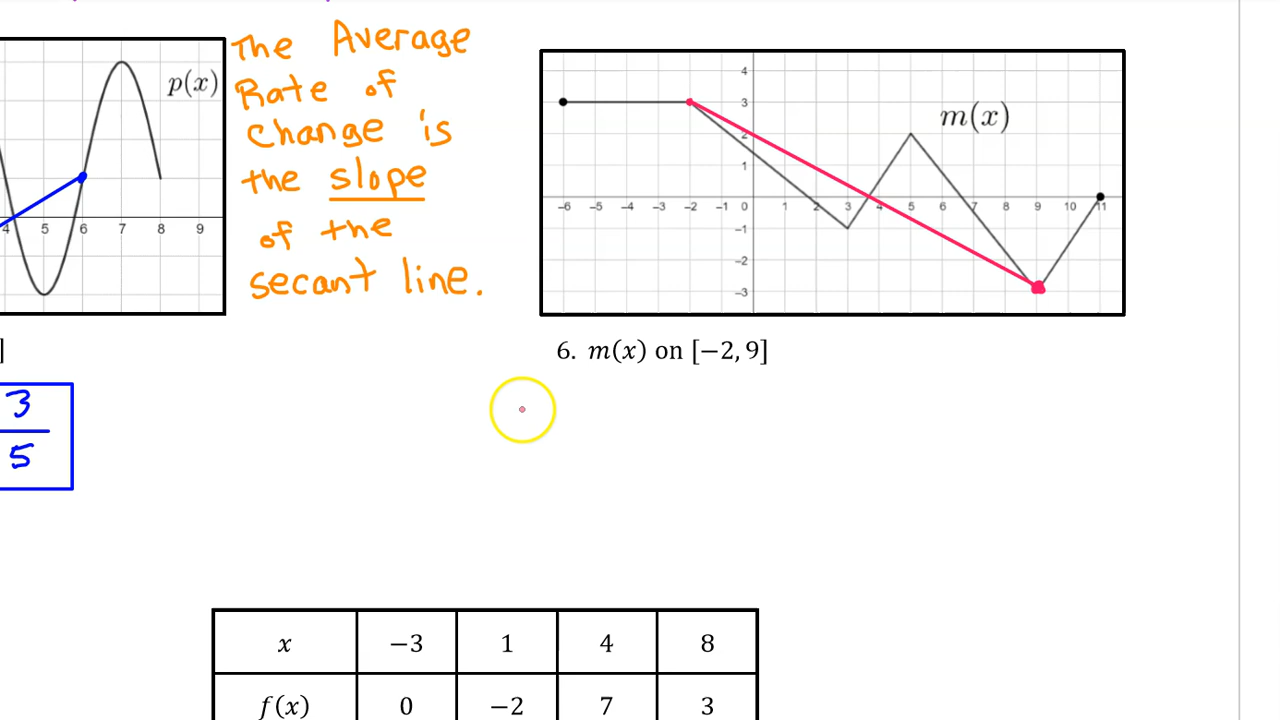 p(x)
4 5 6 7 8 9
The Average
Rate of
change is
the slope
of the
secant line.
4
3
m(x)
2
1
-6 -5 -4 -3 -2 -1 0 1 2 3 4 5 6 7 8 9 10 11
-1
-2
-3
]
6. m(x) on [−2, 9]
3
5
x −3 1 4 8
f(x) 0 −2 7 3